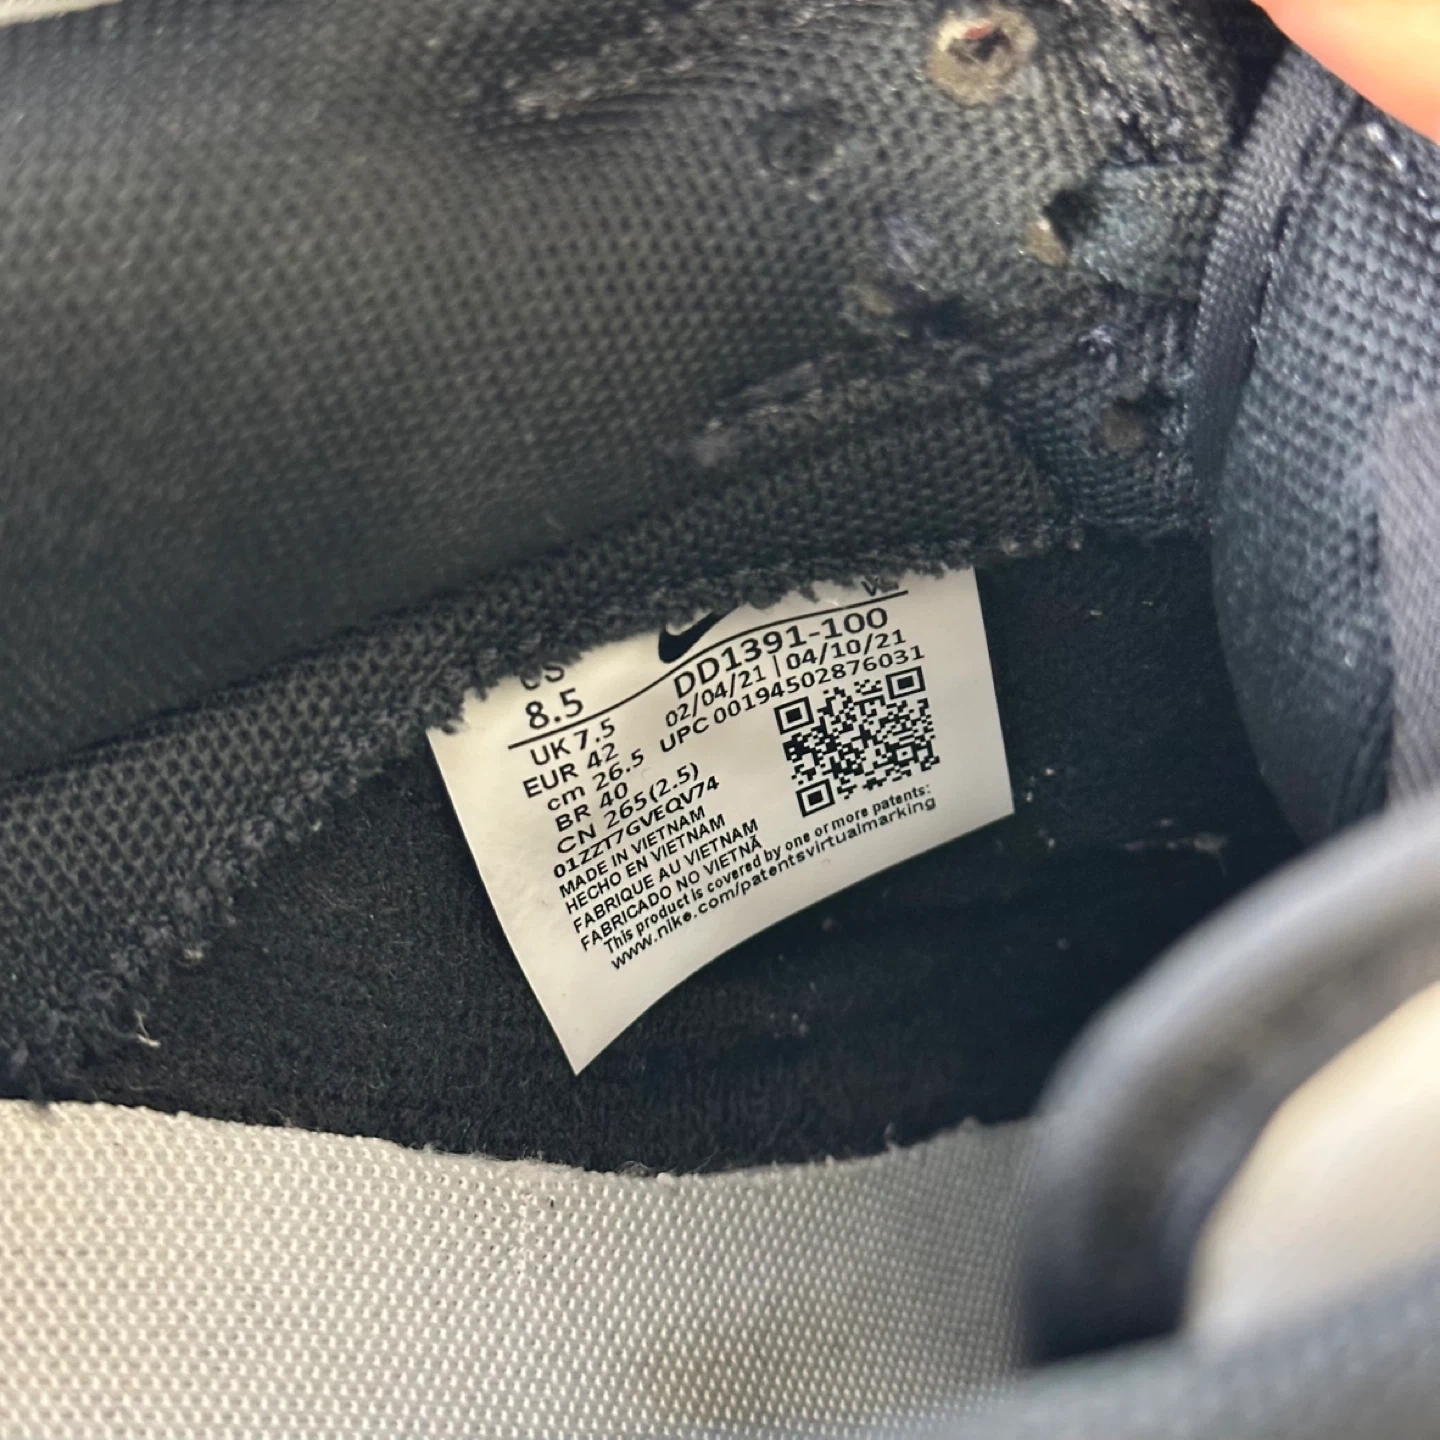 US
8.5
UK 7.5
EUR 42
cm 26.5
BR 40
CN 265(2.5)
01ZZT7GVEQV74
MADE IN VIETNAM
HECHO EN VIETNAM
FABRIQUE AU VIETNAM
FABRICADO NO VIETNÃ
This product is covered by one or more patents:
www.nike.com/patentsvirtualmarking
DD1391-100
02/04/21 | 04/10/21
UPC 00194502876031